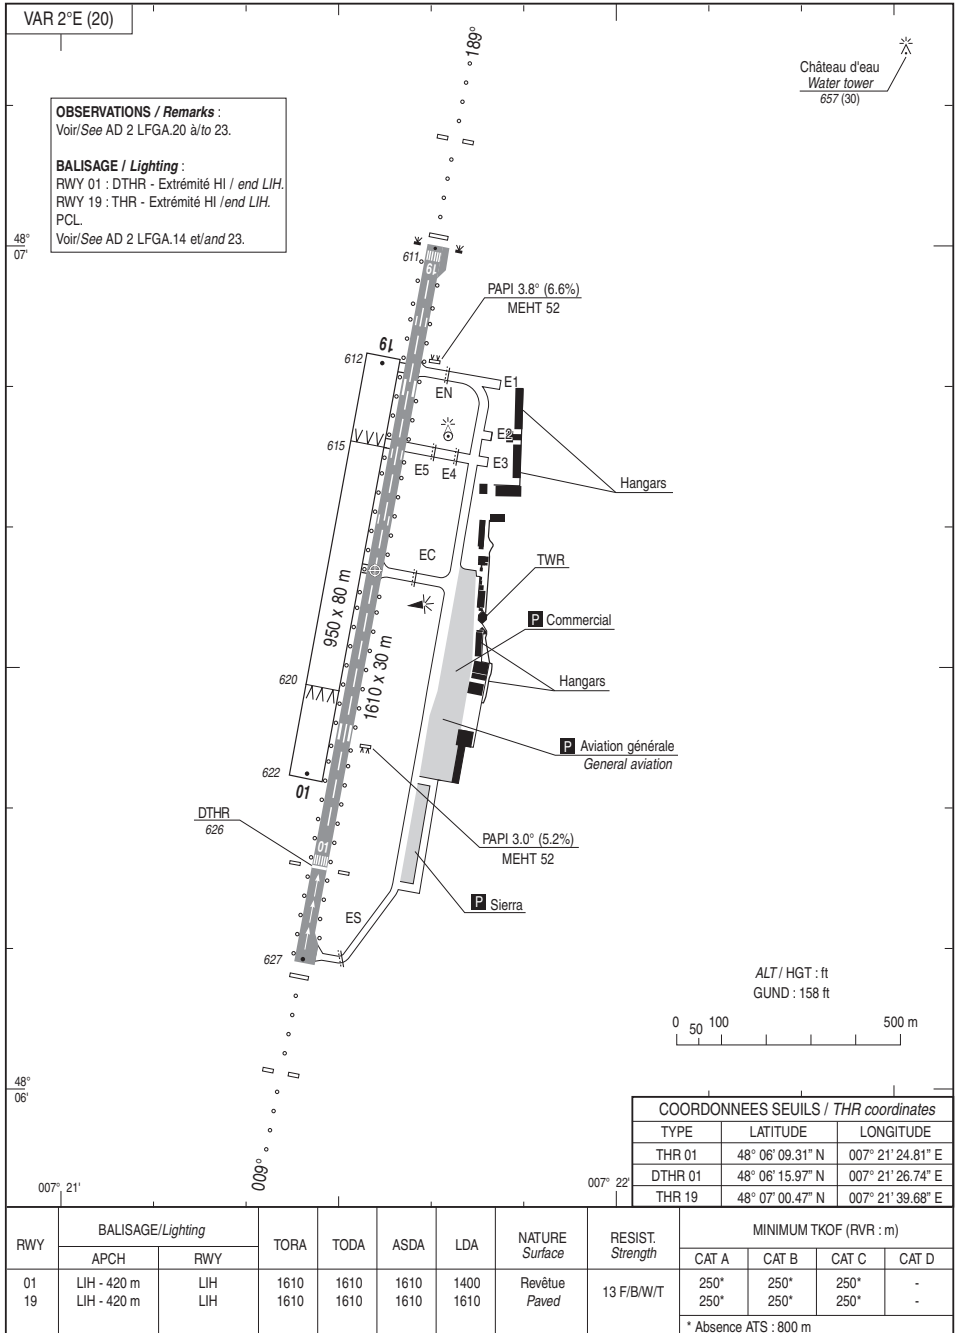 VAR 2°E (20)
189°
Château d'eau
Water tower
657 (30)
OBSERVATIONS / Remarks :
Voir/See AD 2 LFGA.20 à/to 23.
BALISAGE / Lighting :
RWY 01 : DTHR - Extrémité HI / end LIH.
RWY 19 : THR - Extrémité HI /end LIH.
PCL.
Voir/See AD 2 LFGA.14 et/and 23.
48°
07'
611
19
PAPI 3.8° (6.6%)
MEHT 52
19
612
E1
EN
615
E2
E5
E4
E3
Hangars
EC
TWR
P Commercial
950 x 80 m
1610 x 30 m
620
Hangars
P Aviation générale
General aviation
622
01
DTHR
626
01
PAPI 3.0° (5.2%)
MEHT 52
P Sierra
ES
627
ALT / HGT : ft
GUND : 158 ft
0 50 100 500 m
48°
06'
009°
007° 21'
007° 22'
COORDONNEES SEUILS / THR coordinates
TYPE LATITUDE LONGITUDE
THR 01 48° 06' 09.31" N 007° 21' 24.81" E
DTHR 01 48° 06' 15.97" N 007° 21' 26.74" E
THR 19 48° 07' 00.47" N 007° 21' 39.68" E
RWY BALISAGE/Lighting TORA TODA ASDA LDA NATURE RESIST. MINIMUM TKOF (RVR : m)
Surface Strength
APCH RWY CAT A CAT B CAT C CAT D
01 LIH - 420 m LIH 1610 1610 1610 1400 Revêtue 13 F/B/W/T 250* 250* 250* -
19 LIH - 420 m LIH 1610 1610 1610 1610 Paved 250* 250* 250* -
* Absence ATS : 800 m